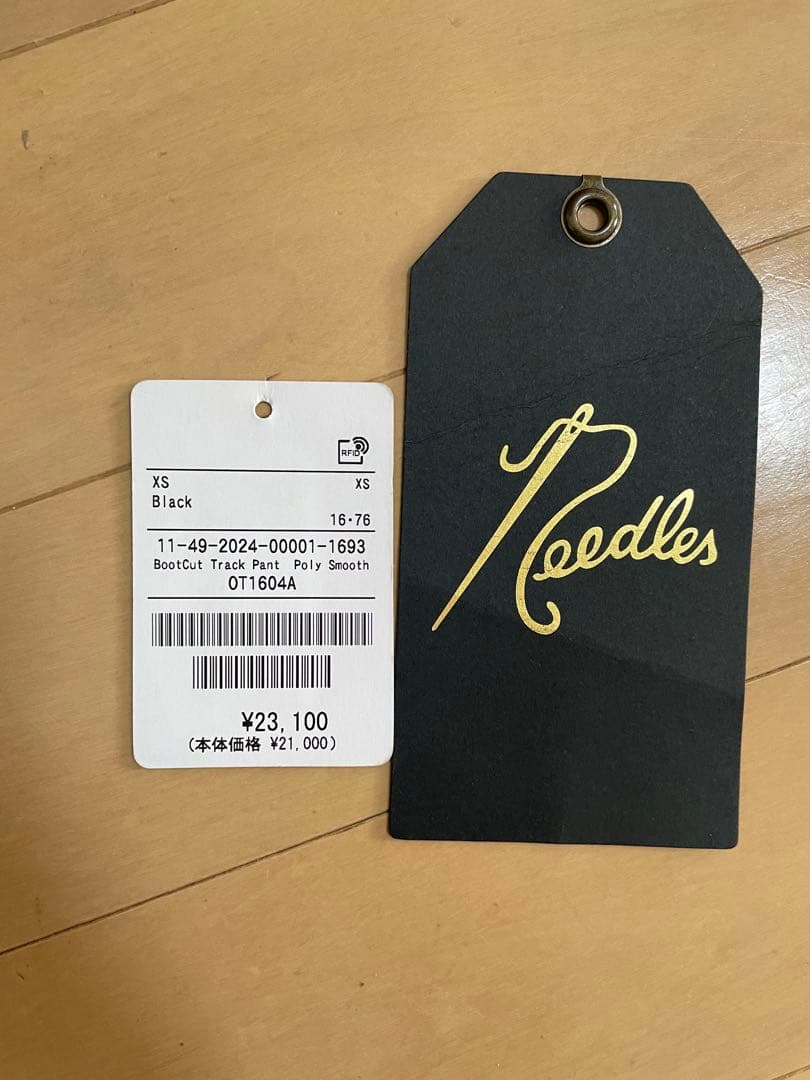 RFID
XS XS
Black
16・76
11-49-2024-00001-1693
BootCut Track Pant Poly Smooth
OT1604A
¥23,100
(本体価格 ¥21,000)
Needles